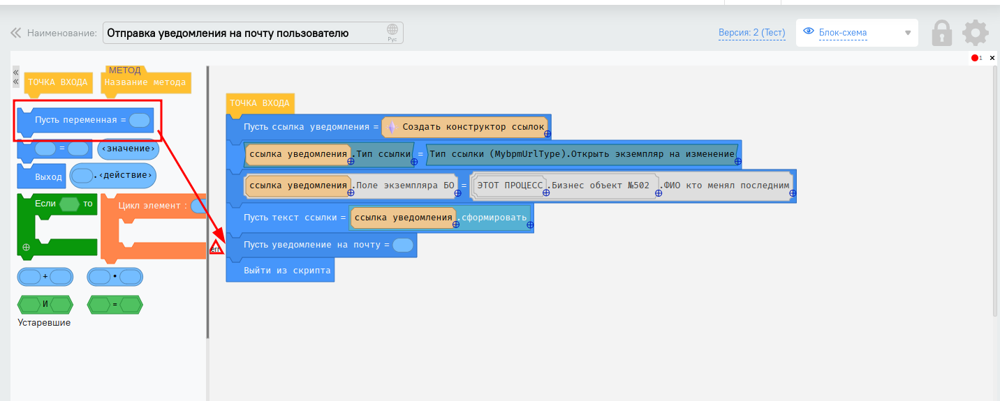 Наименование: Отправка уведомления на почту пользователю Рус Версия: 2 (Тест) Блок-схема
1
ТОЧКА ВХОДА
МЕТОД
Название метода
Пусть переменная =
= ‹значение›
Выход .‹действие›
Если то
Цикл элемент :
+
•
И
=
Устаревшие
ТОЧКА ВХОДА
Пусть ссылка уведомления = Создать конструктор ссылок
ссылка уведомления.Тип ссылки = Тип ссылки (MybpmUrlType).Открыть экземпляр на изменение
ссылка уведомления.Поле экземпляра БО = ЭТОТ ПРОЦЕСС.Бизнес объект №502 .ФИО кто менял последним
Пусть текст ссылки = ссылка уведомления.сформировать
err
Пусть уведомление на почту =
Выйти из скрипта